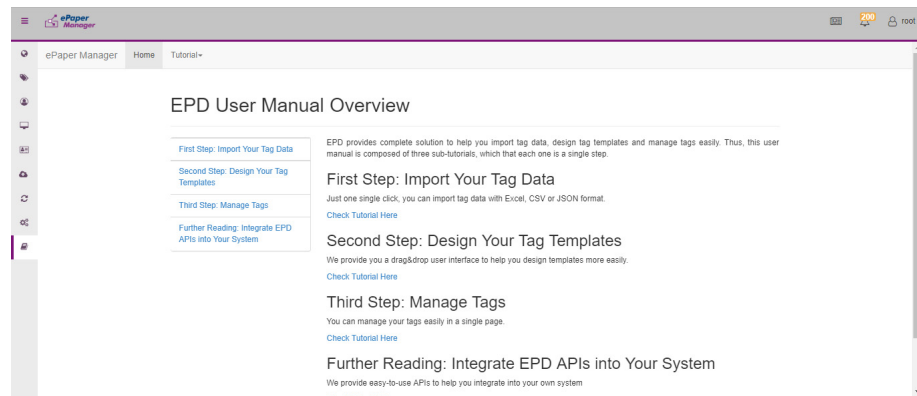 ePaper
Manager
200
root
ePaper Manager Home Tutorial
EPD User Manual Overview
First Step: Import Your Tag Data
Second Step: Design Your Tag
Templates
Third Step: Manage Tags
Further Reading: Integrate EPD
APIs into Your System
EPD provides complete solution to help you import tag data, design tag templates and manage tags easily. Thus, this user
manual is composed of three sub-tutorials, which that each one is a single step.
First Step: Import Your Tag Data
Just one single click, you can import tag data with Excel, CSV or JSON format.
Check Tutorial Here
Second Step: Design Your Tag Templates
We provide you a drag&drop user interface to help you design templates more easily.
Check Tutorial Here
Third Step: Manage Tags
You can manage your tags easily in a single page.
Check Tutorial Here
Further Reading: Integrate EPD APIs into Your System
We provide easy-to-use APIs to help you integrate into your own system